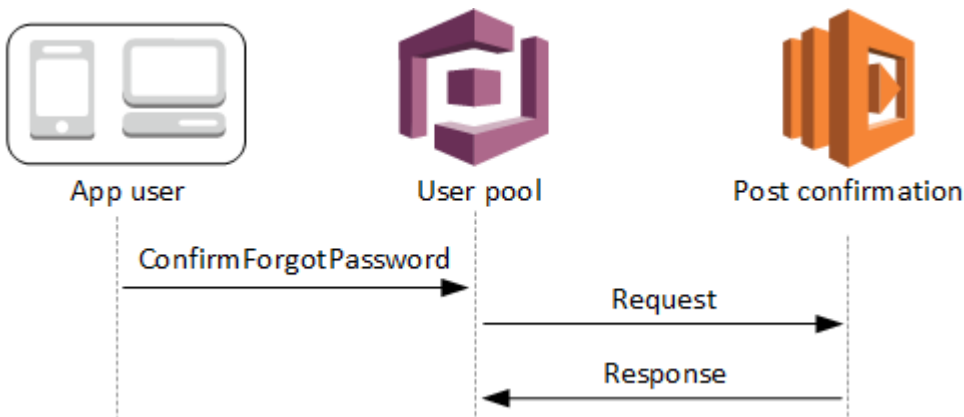 App user
User pool
Post confirmation
ConfirmForgotPassword
Request
Response